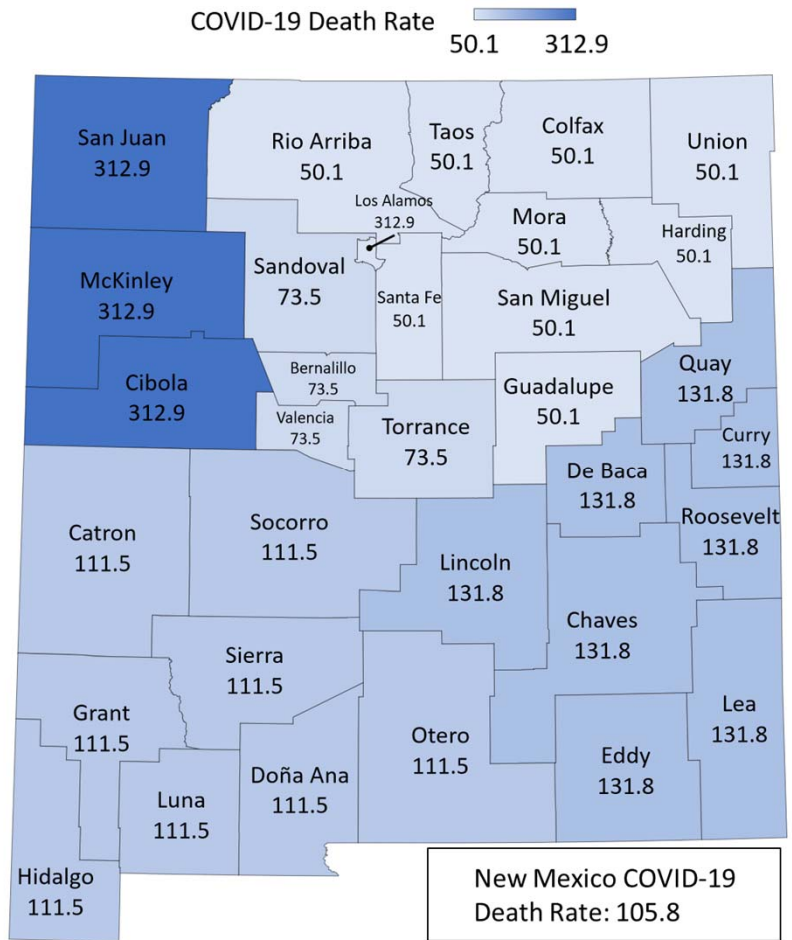 COVID-19 Death Rate
50.1 312.9
San Juan
312.9
Rio Arriba
50.1
Taos
50.1
Colfax
50.1
Union
50.1
Los Alamos
312.9
Mora
50.1
Harding
50.1
McKinley
312.9
Sandoval
73.5
Santa Fe
50.1
San Miguel
50.1
Cibola
312.9
Bernalillo
73.5
Valencia
73.5
Torrance
73.5
Guadalupe
50.1
Quay
131.8
Curry
131.8
De Baca
131.8
Roosevelt
131.8
Catron
111.5
Socorro
111.5
Lincoln
131.8
Chaves
131.8
Sierra
111.5
Grant
111.5
Otero
111.5
Lea
131.8
Eddy
131.8
Doña Ana
111.5
Luna
111.5
Hidalgo
111.5
New Mexico COVID-19
Death Rate: 105.8